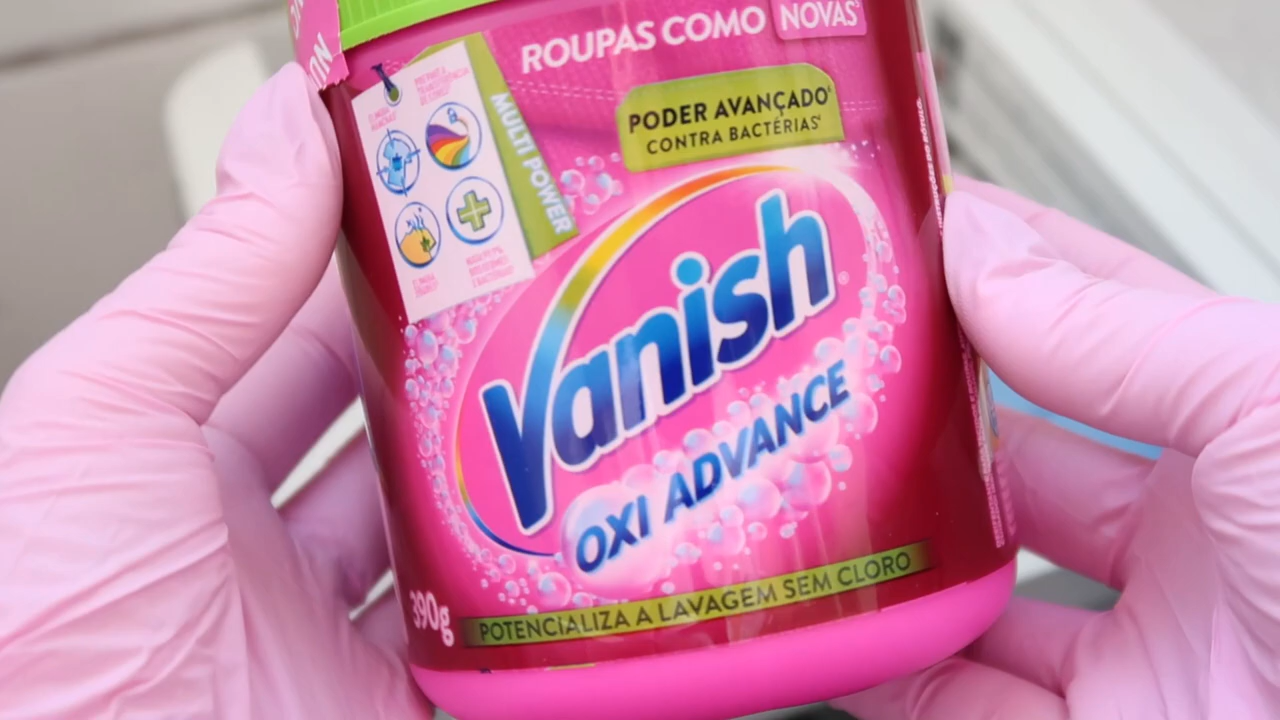 ROUPAS COMO NOVAS
PODER AVANÇADO
CONTRA BACTÉRIAS
MULTI POWER
Vanish
OXI ADVANCE
390g
POTENCIALIZA A LAVAGEM SEM CLORO